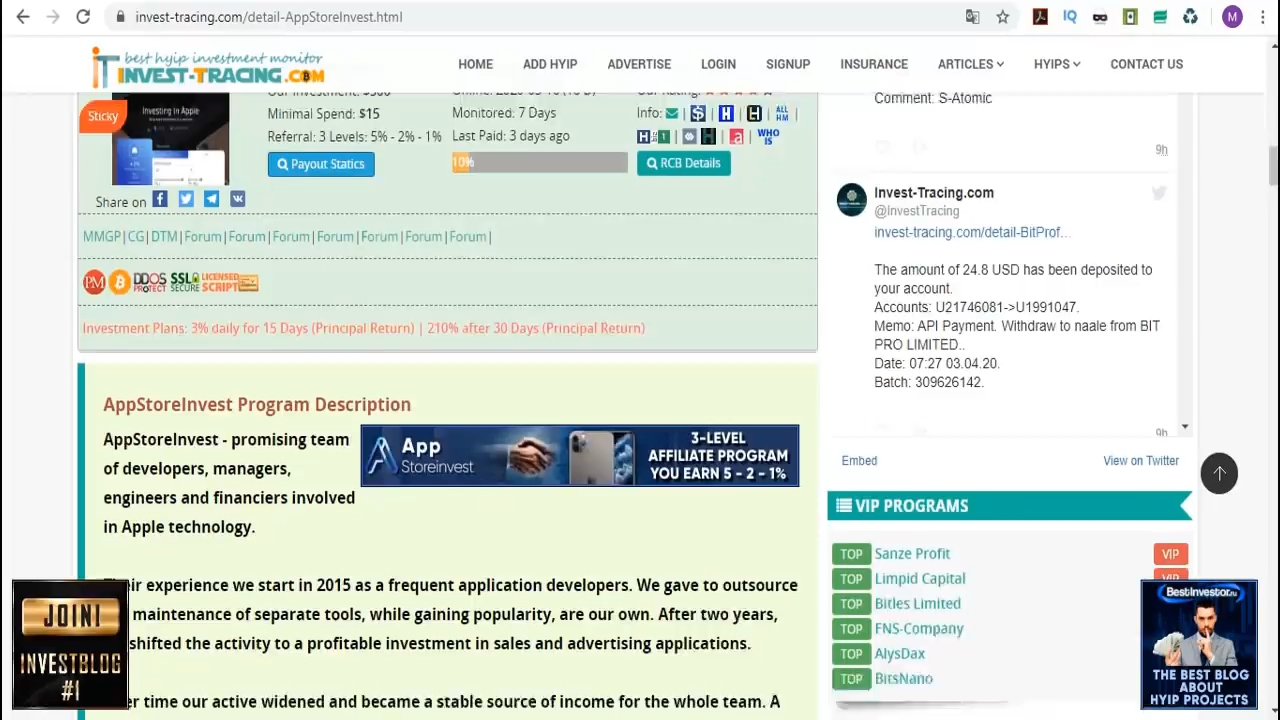 invest-tracing.com/detail-AppStoreInvest.html
IQ
M
best hyip investment monitor
INVEST-TRACING.COM
HOME
ADD HYIP
ADVERTISE
LOGIN
SIGNUP
INSURANCE
ARTICLES
HYIPS
CONTACT US
Sticky
Investing in Apple
Minimal Spend: $15
Referral: 3 Levels: 5% - 2% - 1%
Payout Statics
Monitored: 7 Days
Last Paid: 3 days ago
10%
Info:
ALL HM
WHO IS
RCB Details
Share on
MMGP|CG|DTM|Forum|Forum|Forum|Forum|Forum|Forum|Forum|
PM
DDOS PROTECT
SSL SECURE
LICENSED SCRIPT
Investment Plans: 3% daily for 15 Days (Principal Return) | 210% after 30 Days (Principal Return)
AppStoreInvest Program Description
AppStoreInvest - promising team
of developers, managers,
engineers and financiers involved
in Apple technology.
App
Storeinvest
3-LEVEL
AFFILIATE PROGRAM
YOU EARN 5 - 2 - 1%
experience we start in 2015 as a frequent application developers. We gave to outsource
maintenance of separate tools, while gaining popularity, are our own. After two years,
shifted the activity to a profitable investment in sales and advertising applications.
time our active widened and became a stable source of income for the whole team. A
JOIN!
INVESTBLOG
#1
Comment: S-Atomic
9h
Invest-Tracing.com
@InvestTracing
invest-tracing.com/detail-BitProf...
The amount of 24.8 USD has been deposited to
your account.
Accounts: U21746081->U1991047.
Memo: API Payment. Withdraw to naale from BIT
PRO LIMITED..
Date: 07:27 03.04.20.
Batch: 309626142.
9h
Embed
View on Twitter
VIP PROGRAMS
TOP Sanze Profit VIP
TOP Limpid Capital VIP
TOP Bitles Limited
TOP FNS-Company
TOP AlysDax
TOP BitsNano
BestInvestor.ru
THE BEST BLOG
ABOUT
HYIP PROJECTS